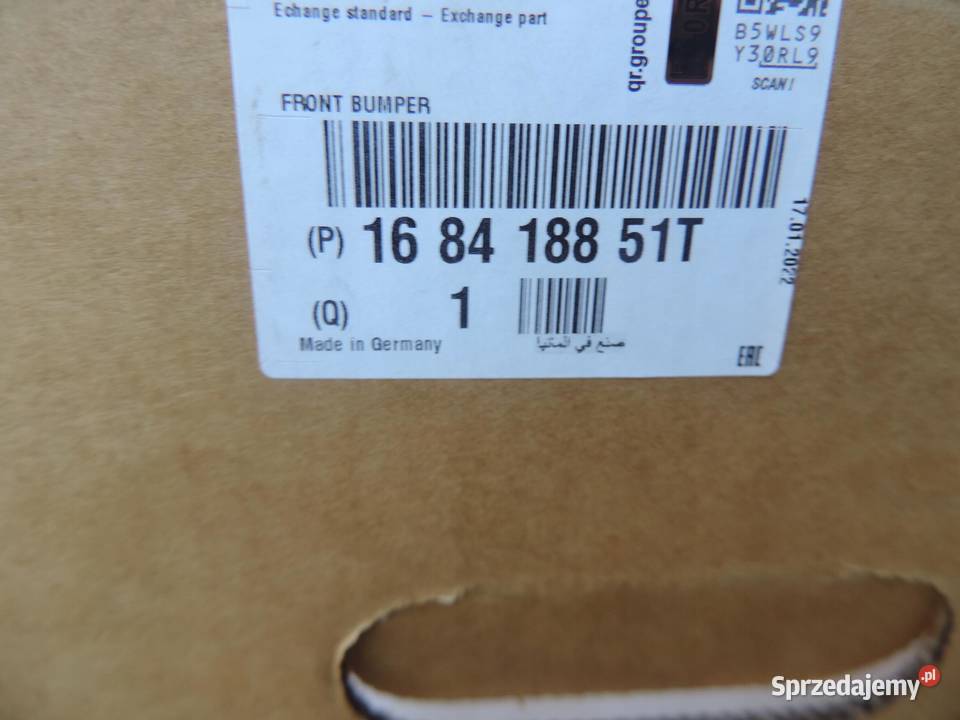 Echange standard – Exchange part
qr.groupe
B5WLS9
Y30RL9
SCAN!
FRONT BUMPER
(P) 16 84 188 51T
17.01.2022
(Q) 1
Made in Germany
صنع في المانيا
EAC
Sprzedajemy.pl